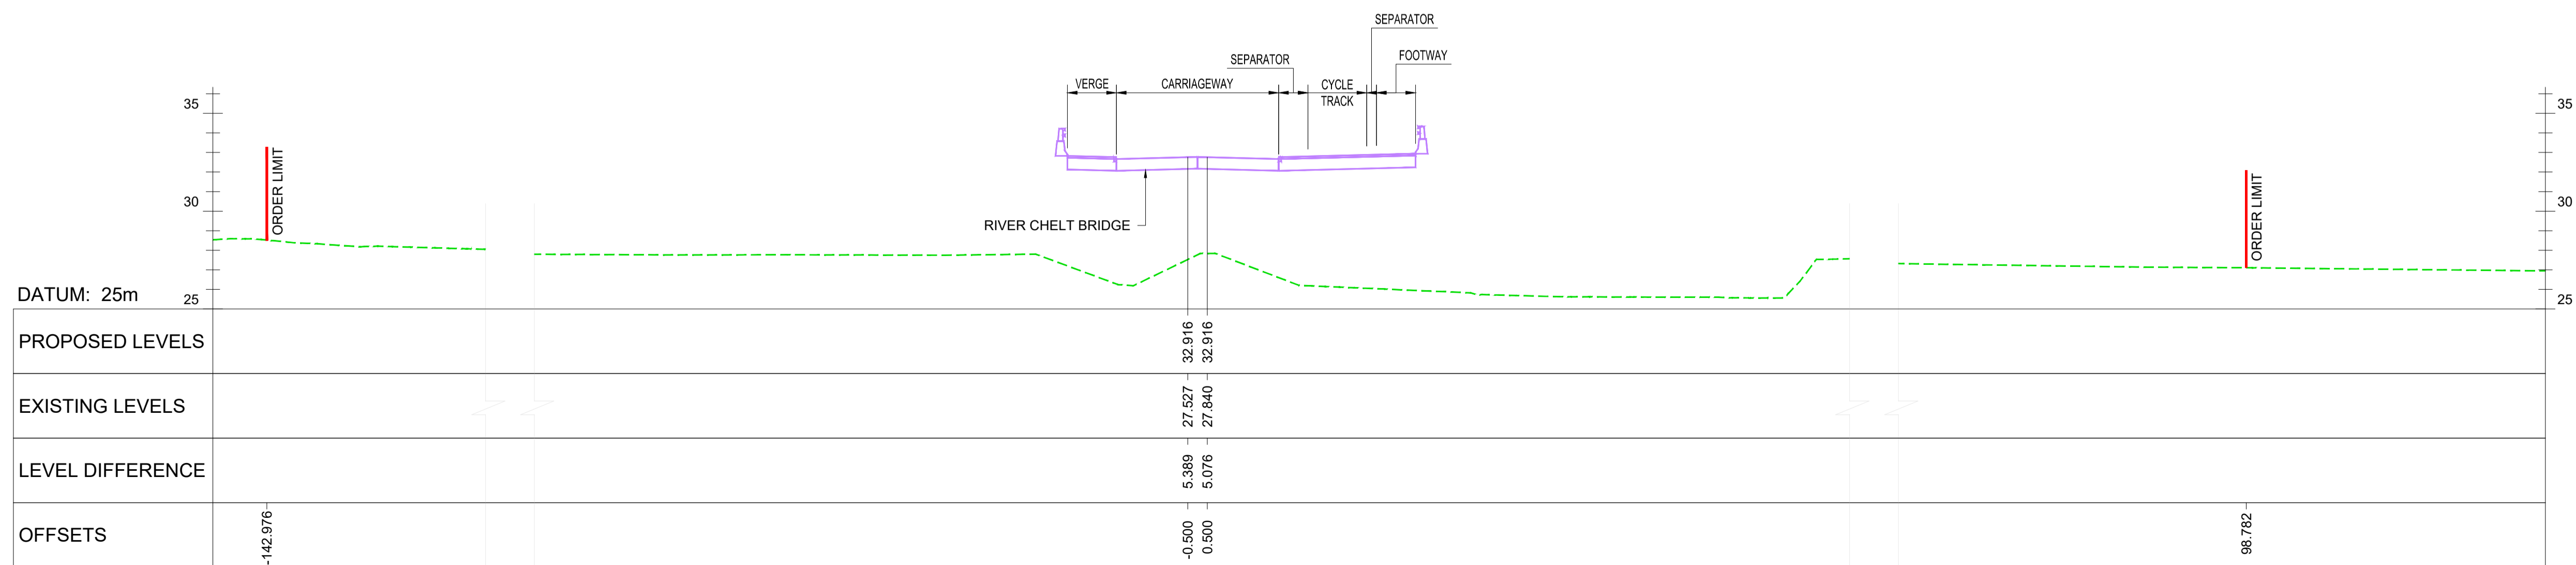 SEPARATOR
SEPARATOR
FOOTWAY
VERGE
CARRIAGEWAY
CYCLE
TRACK
35
35
ORDER LIMIT
ORDER LIMIT
30
30
RIVER CHELT BRIDGE
DATUM: 25m
25
25
PROPOSED LEVELS
32.916
32.916
EXISTING LEVELS
27.527
27.840
LEVEL DIFFERENCE
5.389
5.076
OFFSETS
-142.976
-0.500
0.500
98.782